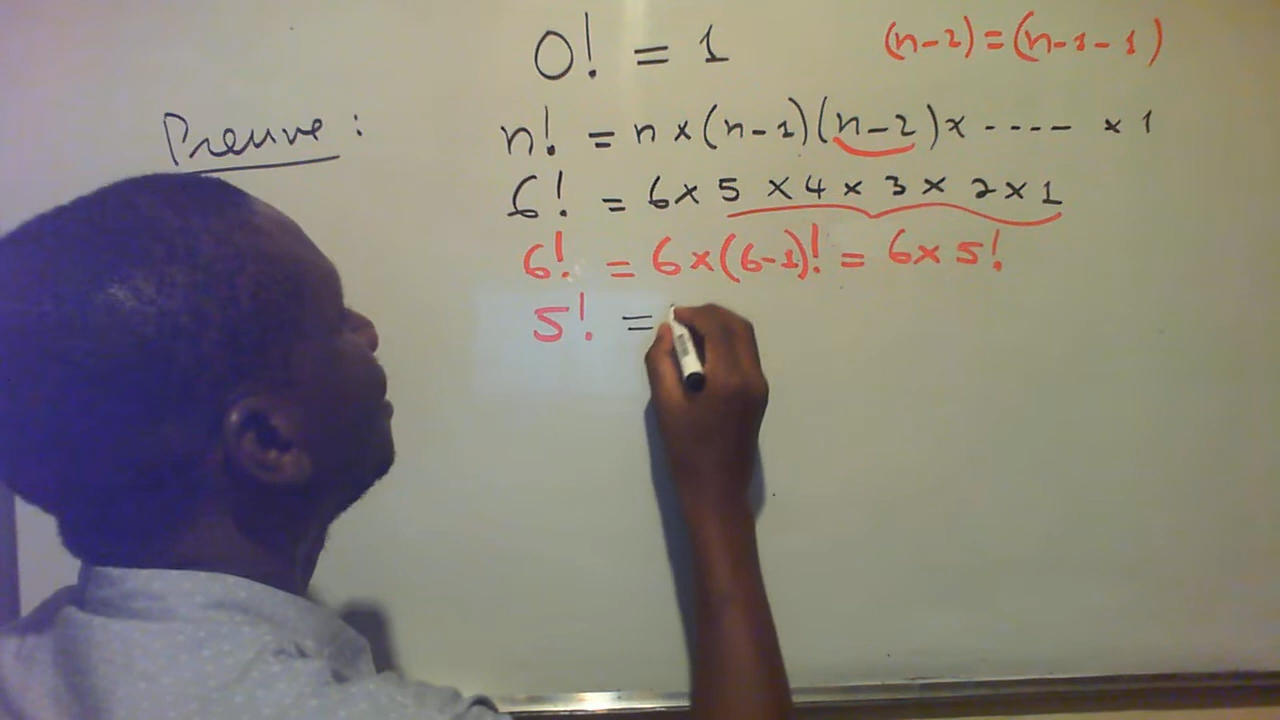 0! = 1
(n-2) = (n-1-1)
Preuve :
n! = n × (n-1)(n-2) × ---- × 1
6! = 6 × 5 × 4 × 3 × 2 × 1
6! = 6 × (6-1)! = 6 × 5!
5! =